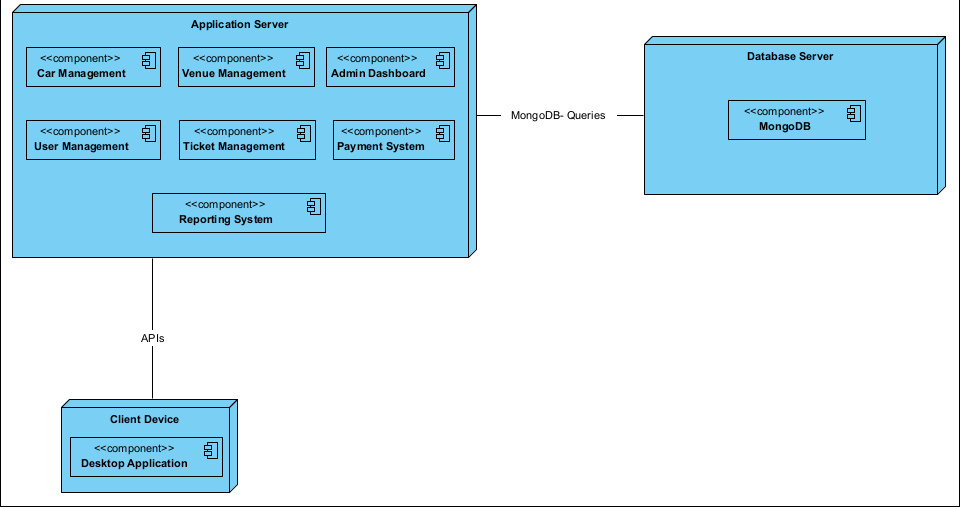 Application Server
<<component>>
Car Management
<<component>>
Venue Management
<<component>>
Admin Dashboard
<<component>>
User Management
<<component>>
Ticket Management
<<component>>
Payment System
<<component>>
Reporting System
MongoDB- Queries
Database Server
<<component>>
MongoDB
APIs
Client Device
<<component>>
Desktop Application